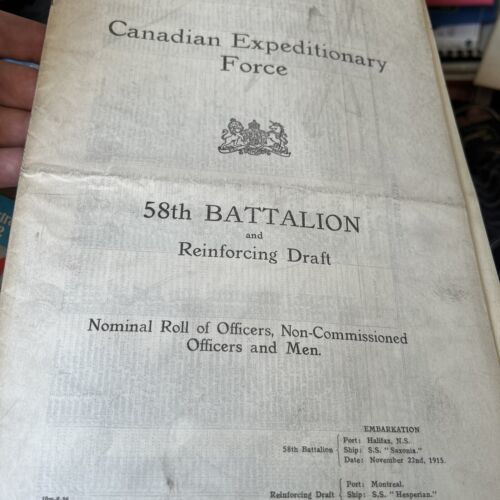 Canadian Expeditionary
Force
58th BATTALION
and
Reinforcing Draft
Nominal Roll of Officers, Non-Commissioned
Officers and Men.
EMBARKATION
58th Battalion
Port: Halifax, N.S.
Ship: S.S. "Saxonia."
Date: November 22nd, 1915.
Reinforcing Draft
Port: Montreal.
Ship: S.S. "Hesperian."